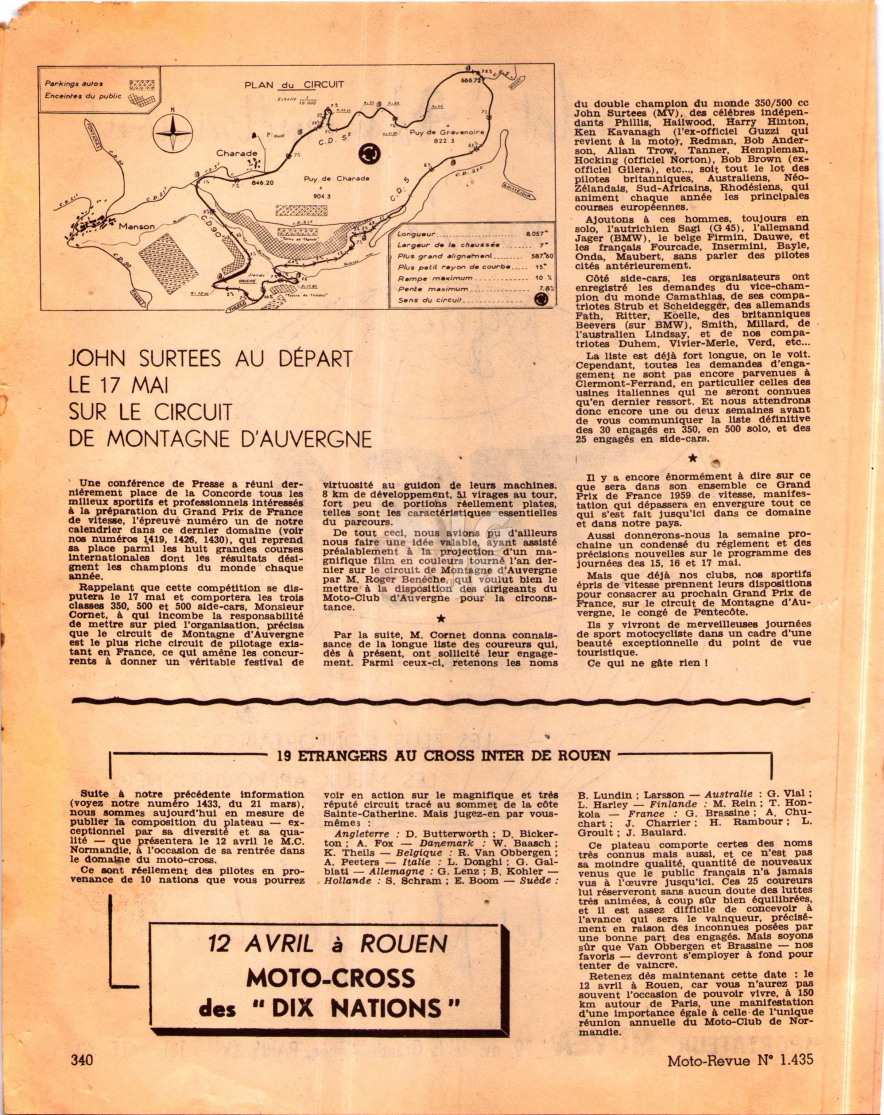 Parkings autos
Enceintes du public
PLAN du CIRCUIT
Echelle 1/10 000
N
Charade
846.20
P. de Charade
Puy de Charade
904.3
Puy de Gravenoire
822.3
666.72
C.D. 5ᴱ
C.D. 5
C.D. 90
Manson
Longueur 8.057ᵐ
Largeur de la chaussée 7ᵐ
Plus grand alignement 587ᵐ60
Plus petit rayon de courbe 15ᵐ
Rampe maximum 10 %
Pente maximum 7.8%
Sens du circuit
JOHN SURTEES AU DÉPART
LE 17 MAI
SUR LE CIRCUIT
DE MONTAGNE D'AUVERGNE
Une conférence de Presse a réuni der-
nièrement place de la Concorde tous les
milieux sportifs et professionnels intéressés
à la préparation du Grand Prix de France
de vitesse, l'épreuve numéro un de notre
calendrier dans ce dernier domaine (voir
nos numéros 1419, 1426, 1430), qui reprend
sa place parmi les huit grandes courses
internationales dont les résultats dési-
gnent les champions du monde chaque
année.
Rappelant que cette compétition se dis-
putera le 17 mai et comportera les trois
classes 350, 500 et 500 side-cars, Monsieur
Cornet, à qui incombe la responsabilité
de mettre sur pied l'organisation, précisa
que le circuit de Montagne d'Auvergne
est le plus riche circuit de pilotage exis-
tant en France, ce qui amène les concur-
rents à donner un véritable festival de
virtuosité au guidon de leurs machines.
8 km de développement, 51 virages au tour,
fort peu de portions réellement plates,
telles sont les caractéristiques essentielles
du parcours.
De tout ceci, nous avions pu d'ailleurs
nous faire une idée valable, ayant assisté
préalablement à la projection d'un ma-
gnifique film en couleurs tourné l'an der-
nier sur le circuit de Montagne d'Auvergne
par M. Roger Benèche, qui voulut bien le
mettre à la disposition des dirigeants du
Moto-Club d'Auvergne pour la circons-
tance.
★
Par la suite, M. Cornet donna connais-
sance de la longue liste des coureurs qui,
dès à présent, ont sollicité leur engage-
ment. Parmi ceux-ci, retenons les noms
du double champion du monde 350/500 cc
John Surtees (MV), des célèbres indépen-
dants Phillis, Hailwood, Harry Hinton,
Ken Kavanagh (l'ex-officiel Guzzi qui
revient à la moto), Redman, Bob Ander-
son, Allan Trow, Tanner, Hempleman,
Hocking (officiel Norton), Bob Brown (ex-
officiel Gilera), etc..., soit tout le lot des
pilotes britanniques, Australiens, Néo-
Zélandais, Sud-Africains, Rhodésiens, qui
animent chaque année les principales
courses européennes.
Ajoutons à ces hommes, toujours en
solo, l'autrichien Sagi (G 45), l'allemand
Jager (BMW), le belge Firmin, Dauwe, et
les français Fourcade, Insermini, Bayle,
Onda, Maubert, sans parler des pilotes
cités antérieurement.
Côté side-cars, les organisateurs ont
enregistré les demandes du vice-cham-
pion du monde Camathias, de ses compa-
triotes Strub et Scheidegger, des allemands
Fath, Ritter, Kòelle, des britanniques
Beevers (sur BMW), Smith, Millard, de
l'australien Lindsay, et de nos compa-
triotes Duhem, Vivier-Merle, Verd, etc...
La liste est déjà fort longue, on le voit.
Cependant, toutes les demandes d'enga-
gement ne sont pas encore parvenues à
Clermont-Ferrand, en particulier celles des
usines italiennes qui ne seront connues
qu'en dernier ressort. Et nous attendrons
donc encore une ou deux semaines avant
de vous communiquer la liste définitive
des 30 engagés en 350, en 500 solo, et des
25 engagés en side-cars.
★
Il y a encore énormément à dire sur ce
que sera dans son ensemble ce Grand
Prix de France 1959 de vitesse, manifes-
tation qui dépassera en envergure tout ce
qui s'est fait jusqu'ici dans ce domaine
et dans notre pays.
Aussi donnerons-nous la semaine pro-
chaine un condensé du réglement et des
précisions nouvelles sur le programme des
journées des 15, 16 et 17 mai.
Mais que déjà nos clubs, nos sportifs
épris de vitesse prennent leurs dépositions
pour consacrer au prochain Grand Prix de
France, sur le circuit de Montagne d'Au-
vergne, le congé de Pentecôte.
Ils y vivront de merveilleuses journées
de sport motocycliste dans un cadre d'une
beauté exceptionnelle du point de vue
touristique.
Ce qui ne gâte rien !
19 ETRANGERS AU CROSS INTER DE ROUEN
Suite à notre précédente information
(voyez notre numéro 1433, du 21 mars),
nous sommes aujourd'hui en mesure de
publier la composition du plateau — ex-
ceptionnel par sa diversité et sa qua-
lité — que présentera le 12 avril le M.C.
Normandie, à l'occasion de sa rentrée dans
le domaine du moto-cross.
Ce sont réellement des pilotes en pro-
venance de 10 nations que vous pourrez
voir en action sur le magnifique et très
réputé circuit tracé au sommet de la côte
Sainte-Catherine. Mais jugez-en par vous-
mêmes :
Angleterre : D. Butterworth ; D. Bicker-
ton ; A. Fox — Danemark : W. Baasch ;
K. Theils — Belgique : R. Van Obbergen ;
A. Peeters — Italie : L. Donghi ; G. Gal-
biati — Allemagne : G. Lenz ; B. Kohler —
Hollande : S. Schram ; E. Boom — Suède :
B. Lundin ; Larsson — Australie : G. Vial ;
L. Harley — Finlande : M. Rein ; T. Hon-
kola — France : G. Brassine ; A. Chu-
chart ; J. Charrier ; H. Rambour ; L.
Groult ; J. Baulard.
Ce plateau comporte certes des noms
très connus mais aussi, et ce n'est pas
sa moindre qualité, quantité de nouveaux
venus que le public français n'a jamais
vus à l'œuvre jusqu'ici. Ces 25 coureurs
lui réserveront sans aucun doute des luttes
très animées, à coup sûr bien équilibrées,
et il est assez difficile de concevoir à
l'avance qui sera le vainqueur, précisé-
ment en raison des inconnues posées par
une bonne part des engagés. Mais soyons
sûr que Van Obbergen et Brassine — nos
favoris — devront s'employer à fond pour
tenter de vaincre.
Retenez dès maintenant cette date : le
12 avril à Rouen, car vous n'aurez pas
souvent l'occasion de pouvoir vivre, à 150
km autour de Paris, une manifestation
d'une importance égale à celle de l'unique
réunion annuelle du Moto-Club de Nor-
mandie.
12 AVRIL à ROUEN
MOTO-CROSS
des " DIX NATIONS "
340
Moto-Revue N° 1.435